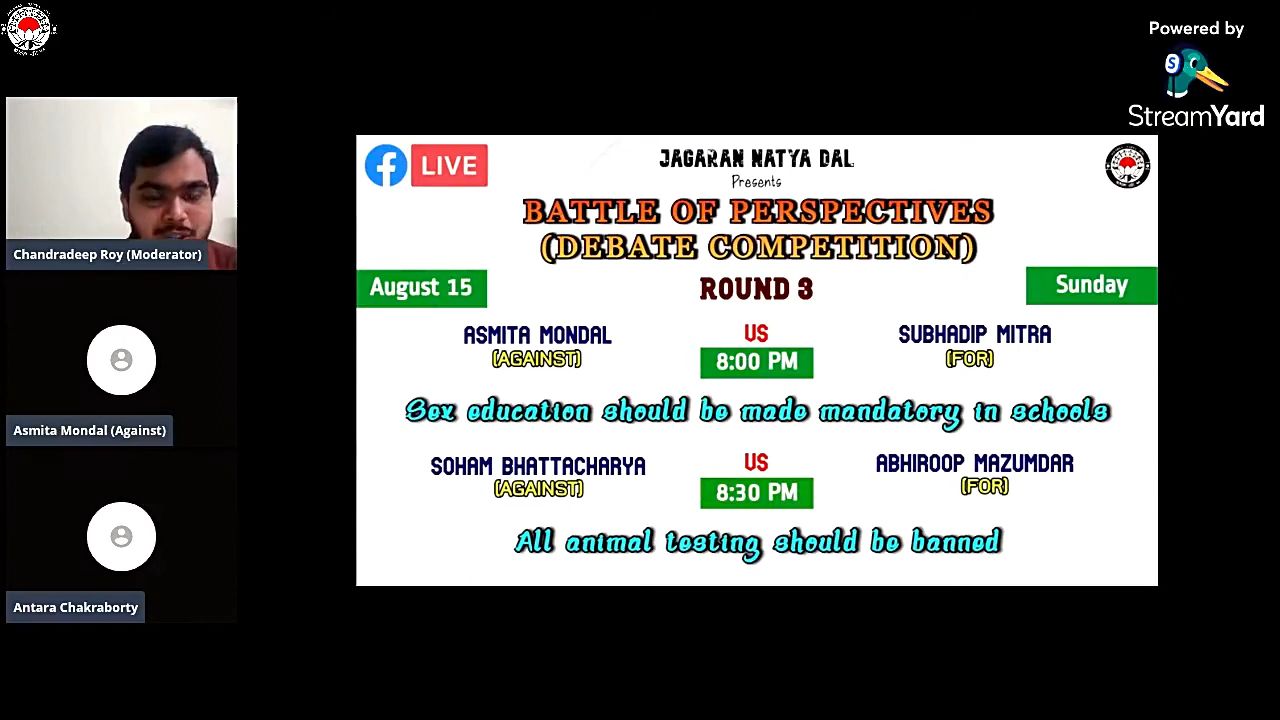 Powered by
StreamYard
Chandradeep Roy (Moderator)
Asmita Mondal (Against)
Antara Chakraborty
LIVE
JAGARAN NATYA DAL
Presents
BATTLE OF PERSPECTIVES
(DEBATE COMPETITION)
August 15
ROUND 3
Sunday
ASMITA MONDAL
(AGAINST)
VS
8:00 PM
SUBHADIP MITRA
(FOR)
Sex education should be made mandatory in schools
SOHAM BHATTACHARYA
(AGAINST)
VS
8:30 PM
ABHIROOP MAZUMDAR
(FOR)
All animal testing should be banned